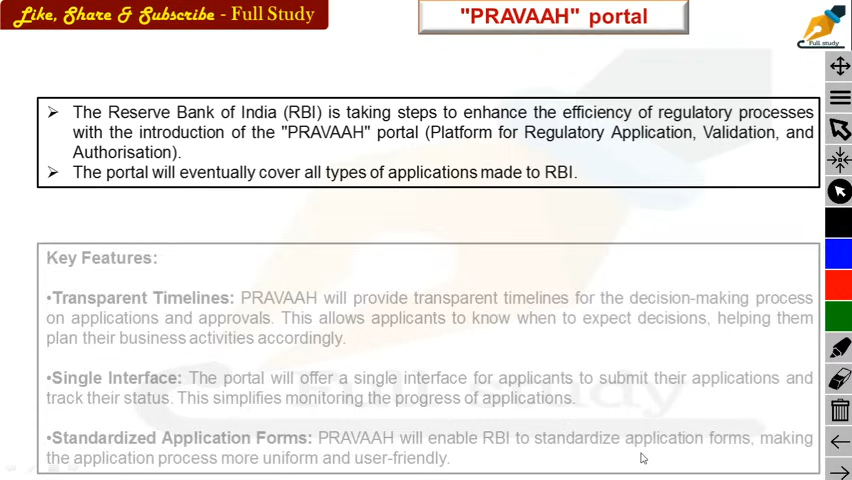 Like, Share & Subscribe - Full Study
"PRAVAAH" portal
Full study
➢ The Reserve Bank of India (RBI) is taking steps to enhance the efficiency of regulatory processes
with the introduction of the "PRAVAAH" portal (Platform for Regulatory Application, Validation, and
Authorisation).
➢ The portal will eventually cover all types of applications made to RBI.
Key Features:
•Transparent Timelines: PRAVAAH will provide transparent timelines for the decision-making process
on applications and approvals. This allows applicants to know when to expect decisions, helping them
plan their business activities accordingly.
•Single Interface: The portal will offer a single interface for applicants to submit their applications and
track their status. This simplifies monitoring the progress of applications.
•Standardized Application Forms: PRAVAAH will enable RBI to standardize application forms, making
the application process more uniform and user-friendly.
Full study